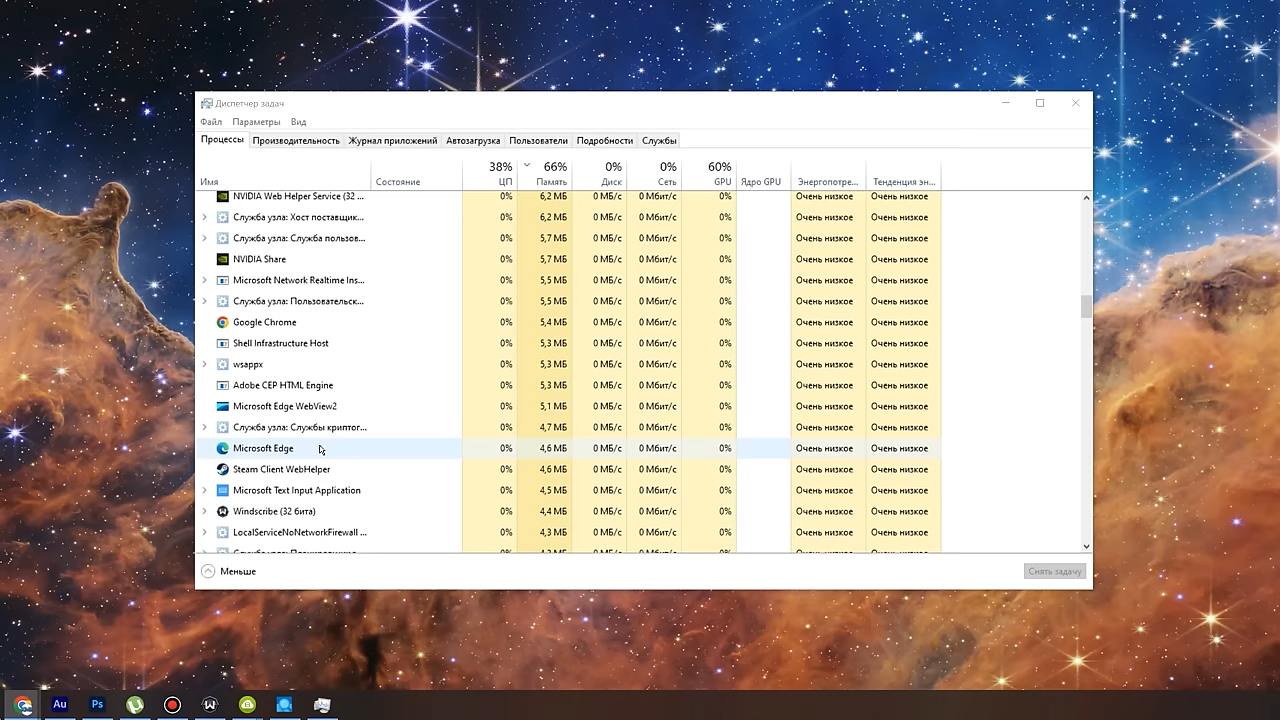 Диспетчер задач
Файл Параметры Вид
Процессы Производительность Журнал приложений Автозагрузка Пользователи Подробности Службы
38% 66% 0% 0% 60%
Имя Состояние ЦП Память Диск Сеть GPU Ядро GPU Энергопотре... Тенденция эн...
NVIDIA Web Helper Service (32 ... 0% 6,2 МБ 0 МБ/с 0 Мбит/с 0% Очень низкое Очень низкое
Служба узла: Хост поставщик... 0% 6,2 МБ 0 МБ/с 0 Мбит/с 0% Очень низкое Очень низкое
Служба узла: Служба пользов... 0% 5,7 МБ 0 МБ/с 0 Мбит/с 0% Очень низкое Очень низкое
NVIDIA Share 0% 5,7 МБ 0 МБ/с 0 Мбит/с 0% Очень низкое Очень низкое
Microsoft Network Realtime Ins... 0% 5,5 МБ 0 МБ/с 0 Мбит/с 0% Очень низкое Очень низкое
Служба узла: Пользовательск... 0% 5,5 МБ 0 МБ/с 0 Мбит/с 0% Очень низкое Очень низкое
Google Chrome 0% 5,4 МБ 0 МБ/с 0 Мбит/с 0% Очень низкое Очень низкое
Shell Infrastructure Host 0% 5,3 МБ 0 МБ/с 0 Мбит/с 0% Очень низкое Очень низкое
wsappx 0% 5,3 МБ 0 МБ/с 0 Мбит/с 0% Очень низкое Очень низкое
Adobe CEP HTML Engine 0% 5,3 МБ 0 МБ/с 0 Мбит/с 0% Очень низкое Очень низкое
Microsoft Edge WebView2 0% 5,1 МБ 0 МБ/с 0 Мбит/с 0% Очень низкое Очень низкое
Служба узла: Службы криптог... 0% 4,7 МБ 0 МБ/с 0 Мбит/с 0% Очень низкое Очень низкое
Microsoft Edge 0% 4,6 МБ 0 МБ/с 0 Мбит/с 0% Очень низкое Очень низкое
Steam Client WebHelper 0% 4,6 МБ 0 МБ/с 0 Мбит/с 0% Очень низкое Очень низкое
Microsoft Text Input Application 0% 4,5 МБ 0 МБ/с 0 Мбит/с 0% Очень низкое Очень низкое
Windscribe (32 бита) 0% 4,4 МБ 0 МБ/с 0 Мбит/с 0% Очень низкое Очень низкое
LocalServiceNoNetworkFirewall ... 0% 4,3 МБ 0 МБ/с 0 Мбит/с 0% Очень низкое Очень низкое
Меньше Снять задачу
Au Ps